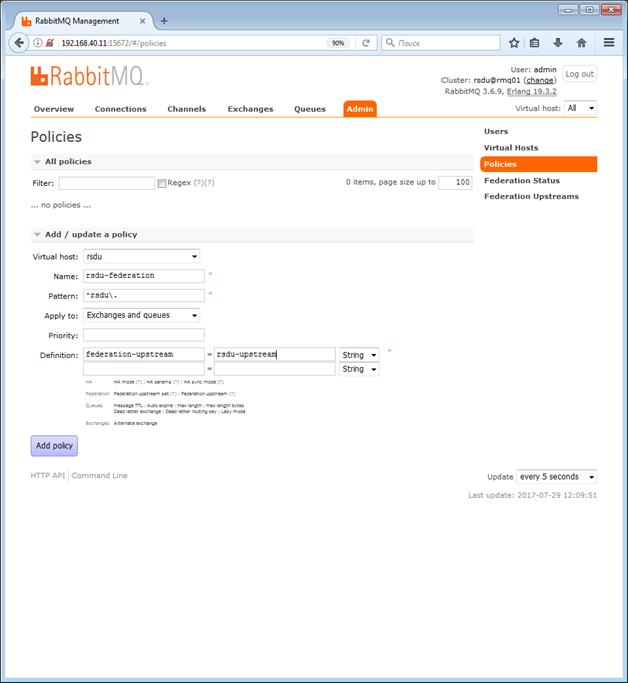 RabbitMQ Management
192.168.40.11:15672/#/policies
90%
Поиск
RabbitMQ
User: admin
Cluster: rsdu@rmq01 (change)
RabbitMQ 3.6.9, Erlang 19.3.2
Log out
Overview Connections Channels Exchanges Queues Admin
Virtual host: All
Policies
Users
Virtual Hosts
Policies
Federation Status
Federation Upstreams
All policies
Filter: Regex (?)(?) 0 items, page size up to 100
... no policies ...
Add / update a policy
Virtual host: rsdu
Name: rsdu-federation *
Pattern: ^rsdu\. *
Apply to: Exchanges and queues
Priority:
Definition: federation-upstream = rsdu-upstream String *
= String
HA HA mode (?) | HA params (?) | HA sync mode (?)
Federation Federation upstream set (?) | Federation upstream (?)
Queues Message TTL | Auto expire | Max length | Max length bytes
Dead letter exchange | Dead letter routing key | Lazy mode
Exchanges Alternate exchange
Add policy
HTTP API | Command Line
Update every 5 seconds
Last update: 2017-07-29 12:09:51